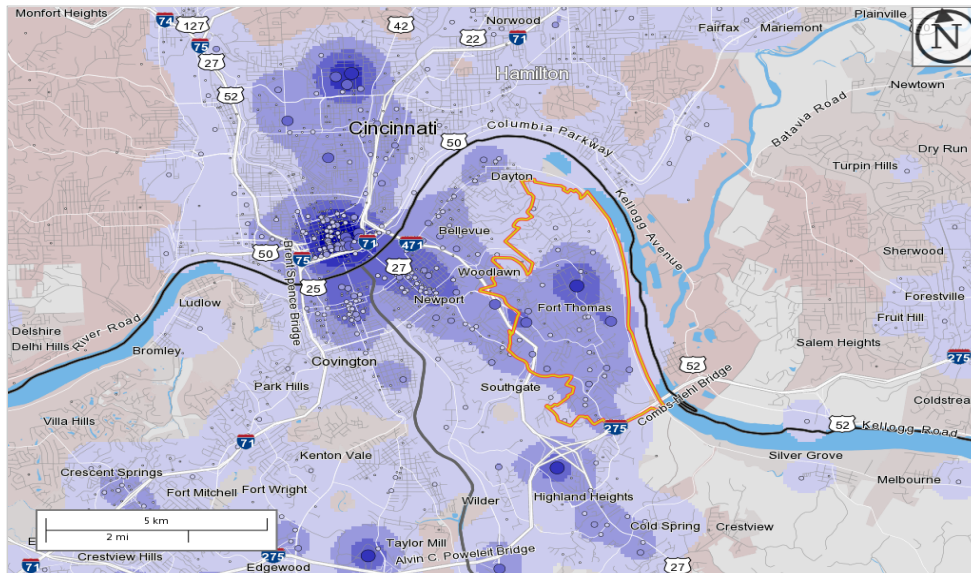 Monfort Heights
74
127
42
Norwood
Plainville
75
22
71
Fairfax
Mariemont
N
27
Hamilton
Newtown
52
Batavia Road
Cincinnati
Columbia Parkway
50
Dry Run
Turpin Hills
Dayton
Kellogg Avenue
Bellevue
71
471
50
75
Sherwood
27
Woodlawn
Brent Spence Bridge
25
Ludlow
Newport
Fort Thomas
Forestville
River Road
Fruit Hill
Delshire
Delhi Hills
Salem Heights
Bromley
275
Covington
52
Park Hills
Southgate
Combs-Hehl Bridge
Coldstrea
Villa Hills
71
275
52
Kellogg Road
Kenton Vale
Silver Grove
Crescent Springs
Melbourne
Fort Mitchell
Fort Wright
Wilder
Highland Heights
5 km
Cold Spring
Crestview
2 mi
E
Taylor Mill
Crestview Hills
275
Alvin C. Poweleit Bridge
71
Edgewood
27